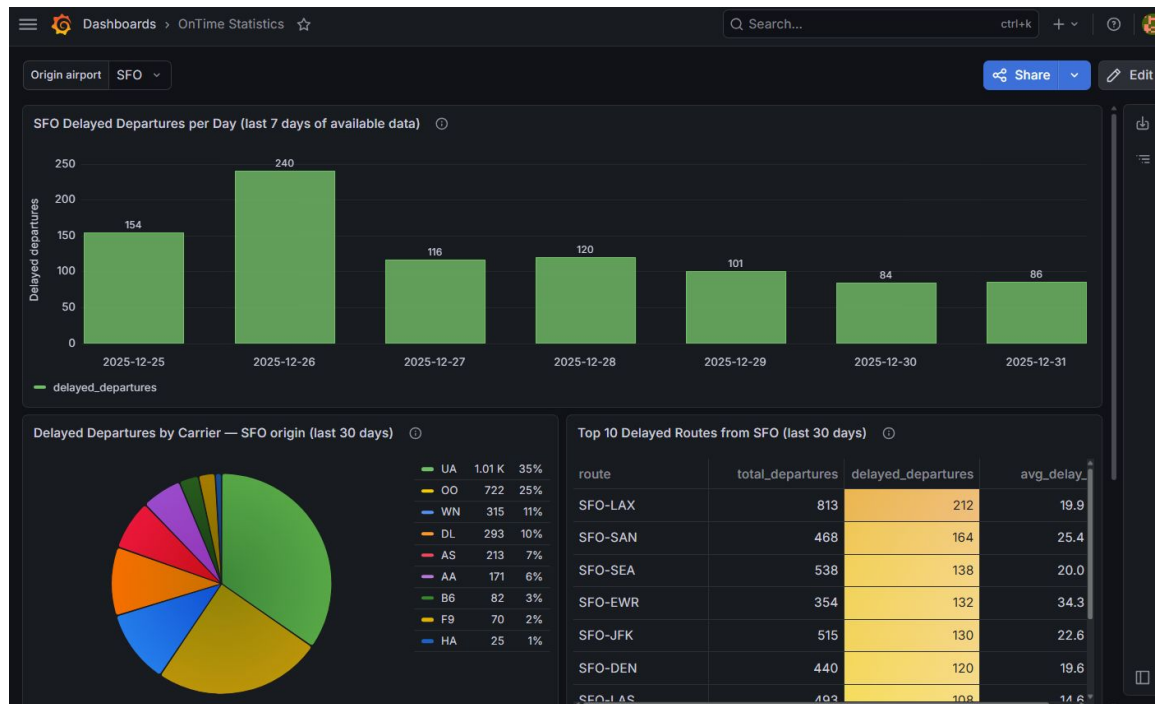 Dashboards › OnTime Statistics
Search... ctrl+k
Origin airport SFO
Share
Edit
SFO Delayed Departures per Day (last 7 days of available data)
Delayed departures
250
200
150
100
50
0
154
240
116
120
101
84
86
2025-12-25 2025-12-26 2025-12-27 2025-12-28 2025-12-29 2025-12-30 2025-12-31
delayed_departures
Delayed Departures by Carrier — SFO origin (last 30 days)
UA 1.01 K 35%
OO 722 25%
WN 315 11%
DL 293 10%
AS 213 7%
AA 171 6%
B6 82 3%
F9 70 2%
HA 25 1%
Top 10 Delayed Routes from SFO (last 30 days)
route total_departures delayed_departures avg_delay_
SFO-LAX 813 212 19.9
SFO-SAN 468 164 25.4
SFO-SEA 538 138 20.0
SFO-EWR 354 132 34.3
SFO-JFK 515 130 22.6
SFO-DEN 440 120 19.6
SFO-LAS 493 108 14.6